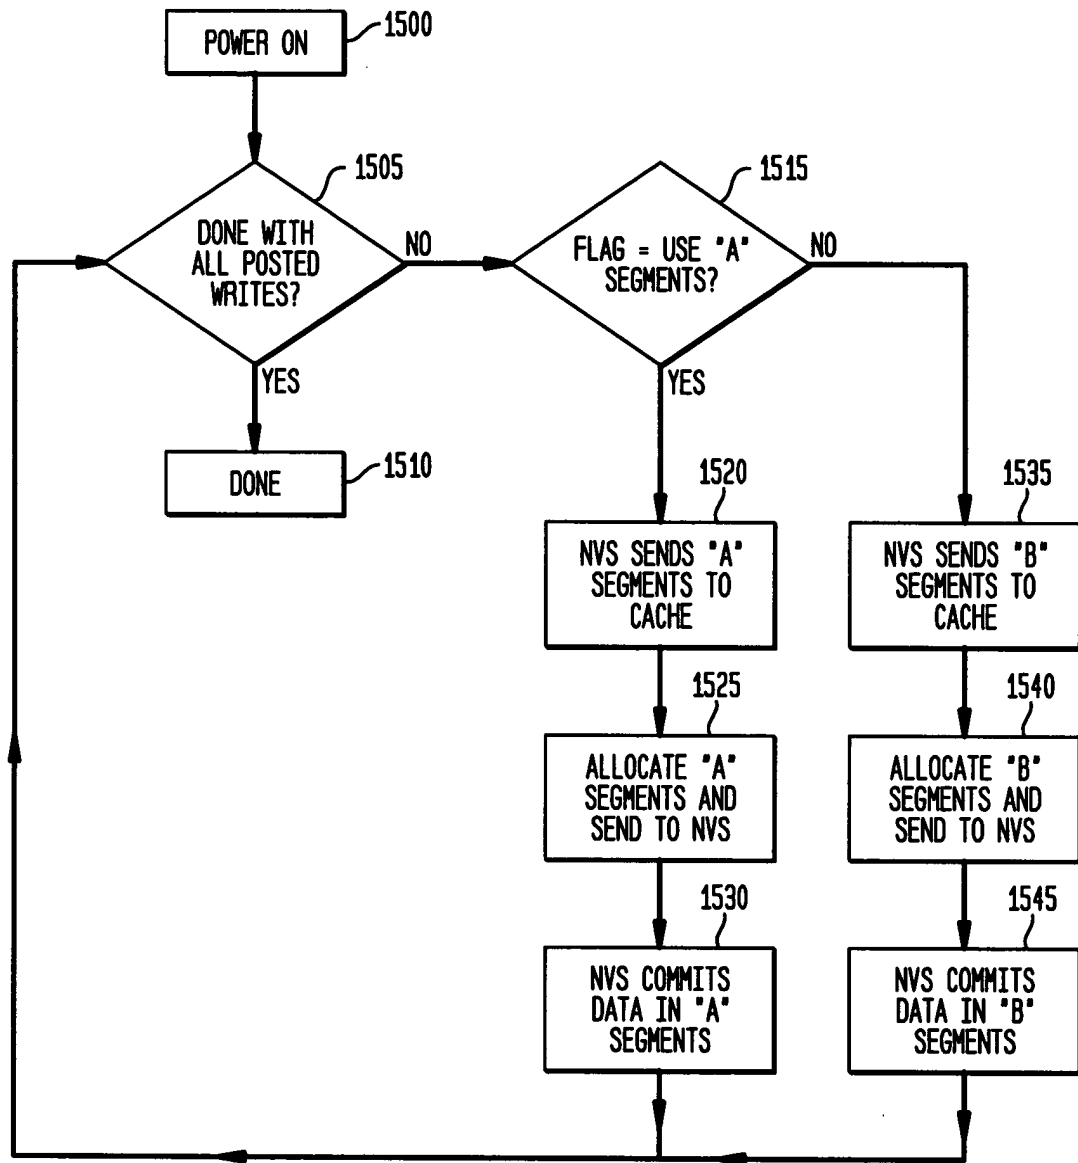 POWER ON
1500
1505
DONE WITH
ALL POSTED
WRITES?
NO
YES
DONE
1510
1515
FLAG = USE "A"
SEGMENTS?
NO
YES
1520
NVS SENDS "A"
SEGMENTS TO
CACHE
1525
ALLOCATE "A"
SEGMENTS AND
SEND TO NVS
1530
NVS COMMITS
DATA IN "A"
SEGMENTS
1535
NVS SENDS "B"
SEGMENTS TO
CACHE
1540
ALLOCATE "B"
SEGMENTS AND
SEND TO NVS
1545
NVS COMMITS
DATA IN "B"
SEGMENTS